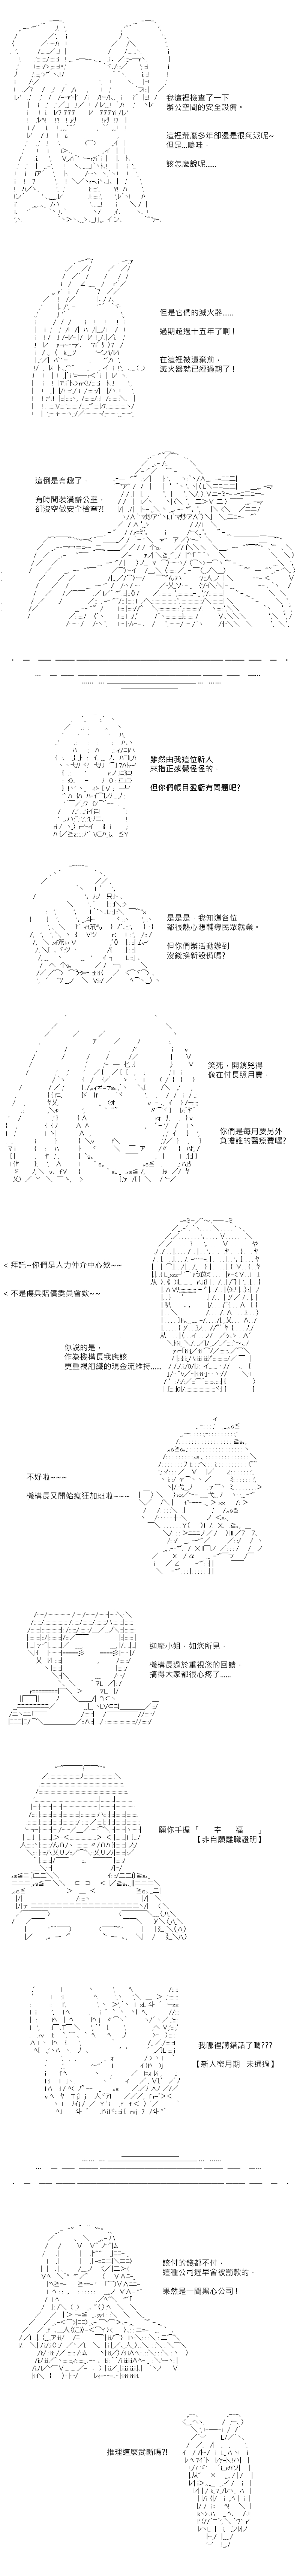 我這裡檢查了一下
辦公空間的安全設備。
這裡荒廢多年卻還是很氣派呢~
但是...嗚哇，
該怎麼說呢......
但是它們的滅火器......
過期超過十五年了啊！
在這裡被遺棄前，
滅火器就已經過期了！
這倒是有趣了，
有時間裝潢辦公室，
卻沒空做安全檢查?!
雖然由我這位新人
來指正感覺怪怪的，
但你們帳目盈虧有問題吧?
是是是，我知道各位
都很熱心想輔導民眾就業。
但你們辦活動辦到
沒錢換新設備嗎?
笑死，開銷兇得
像在付長照月費，
你們是每月要另外
負擔誰的醫療費喔?
< 拜託~你們是人力仲介中心欸~~
< 不是傷兵賠償委員會欸~~
你說的是，
作為機構長我應該
更重視組織的現金流維持......
不好啦~~~
機構長又開始瘋狂加班啦~~~
迦摩小姐，如您所見，
機構長過於重視您的回饋，
搞得大家都很心疼了......
願你手握「 幸 福 」
【非自願離職證明】
我哪裡講錯話了嗎???
【新人蜜月期 未通過】
該付的錢都不付，
這種公司遲早會被罰款的，
果然是一間黑心公司！
推理這麼武斷嗎?!